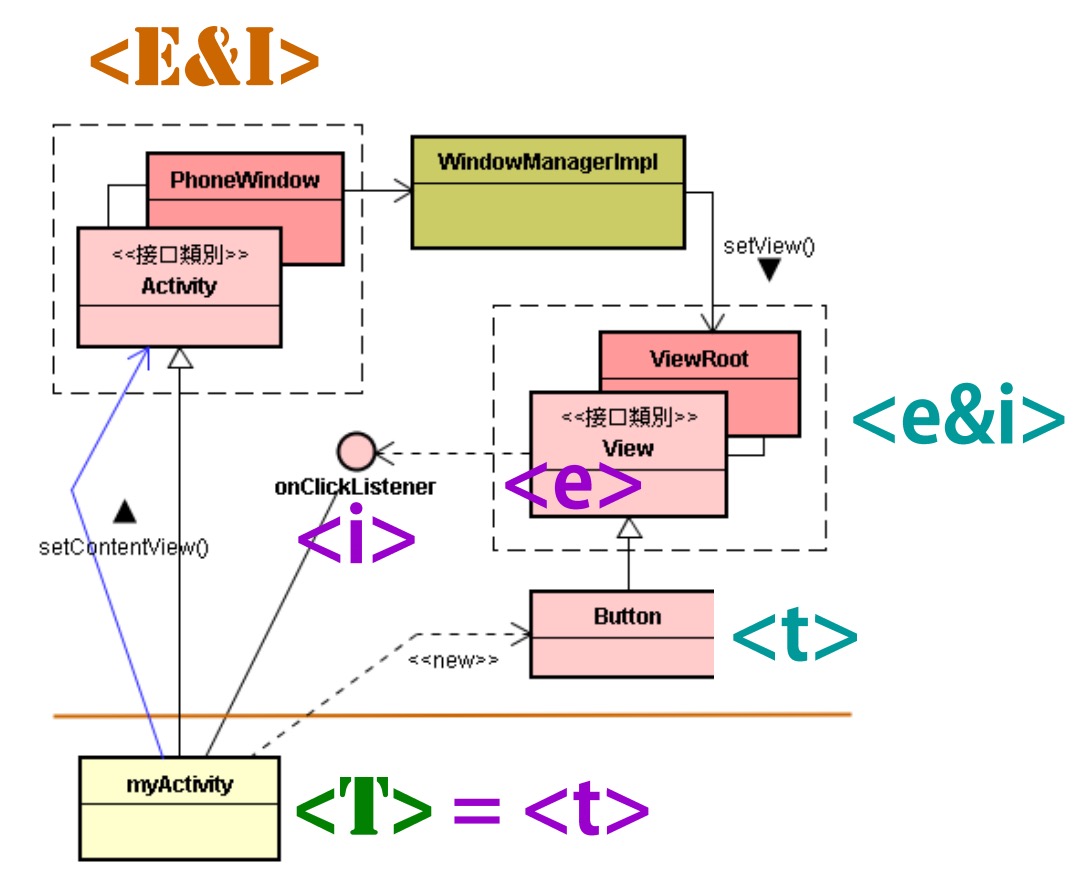 <E&I>
PhoneWindow
<<接口類別>>
Activity
WindowManagerImpl
setView()
ViewRoot
<<接口類別>>
View
<e&i>
<e>
onClickListener
<i>
setContentView()
Button
<t>
<<new>>
myActivity
<T> = <t>